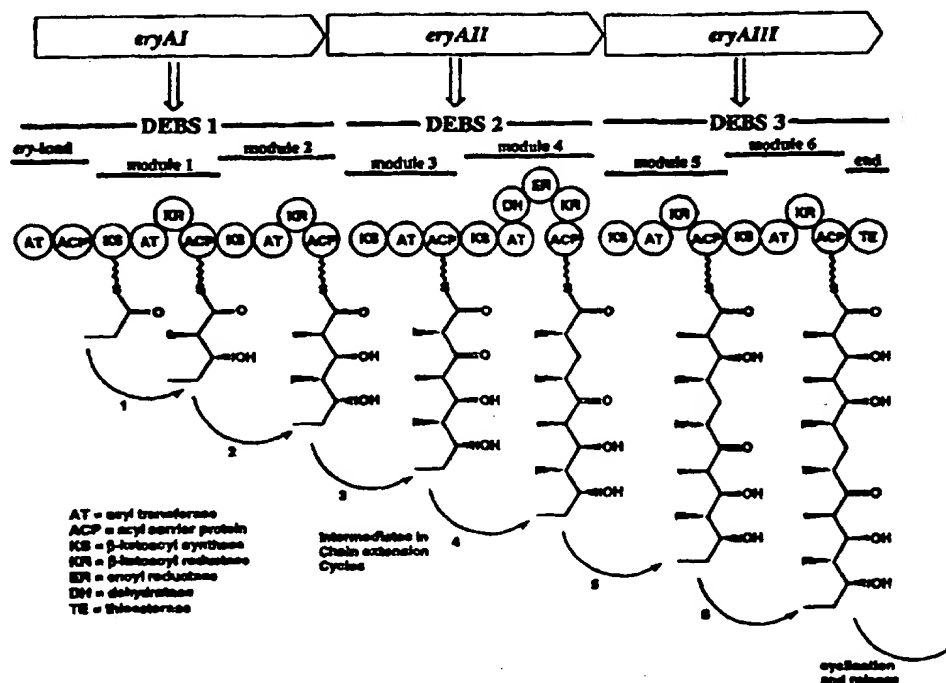 eryAI eryAII eryAIII
DEBS 1 DEBS 2 DEBS 3
ery-load module 1 module 2 module 3 module 4 module 5 module 6 end
AT ACP KS AT KR ACP KS AT KR ACP KS AT ACP KS AT DH ER KR ACP KS AT KR ACP KS AT KR ACP TE
S S S S S S S
O O O O O O O
OH OH O OH OH
OH OH O
OH OH
OH O OH
OH O OH
OH OH
OH
1
2
3
4
5
6
AT = acyl transferase
ACP = acyl carrier protein
KS = β-ketoacyl synthase
KR = β-ketoacyl reductase
ER = enoyl reductase
DH = dehydratase
TE = thioesterase
Intermediates in
Chain extension
Cycles
cyclisation
and release